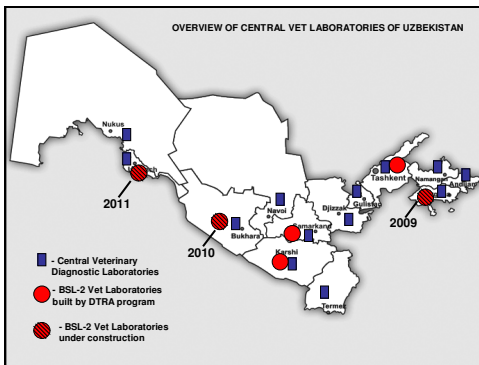 OVERVIEW OF CENTRAL VET LABORATORIES OF UZBEKISTAN
Nukus
2011
Tashkent
Namangan
Andijan
Gulistan
2009
Navoi
Djizzak
Samarkand
2010
Bukhara
Karshi
Termez
- Central Veterinary
Diagnostic Laboratories
- BSL-2 Vet Laboratories
built by DTRA program
- BSL-2 Vet Laboratories
under construction